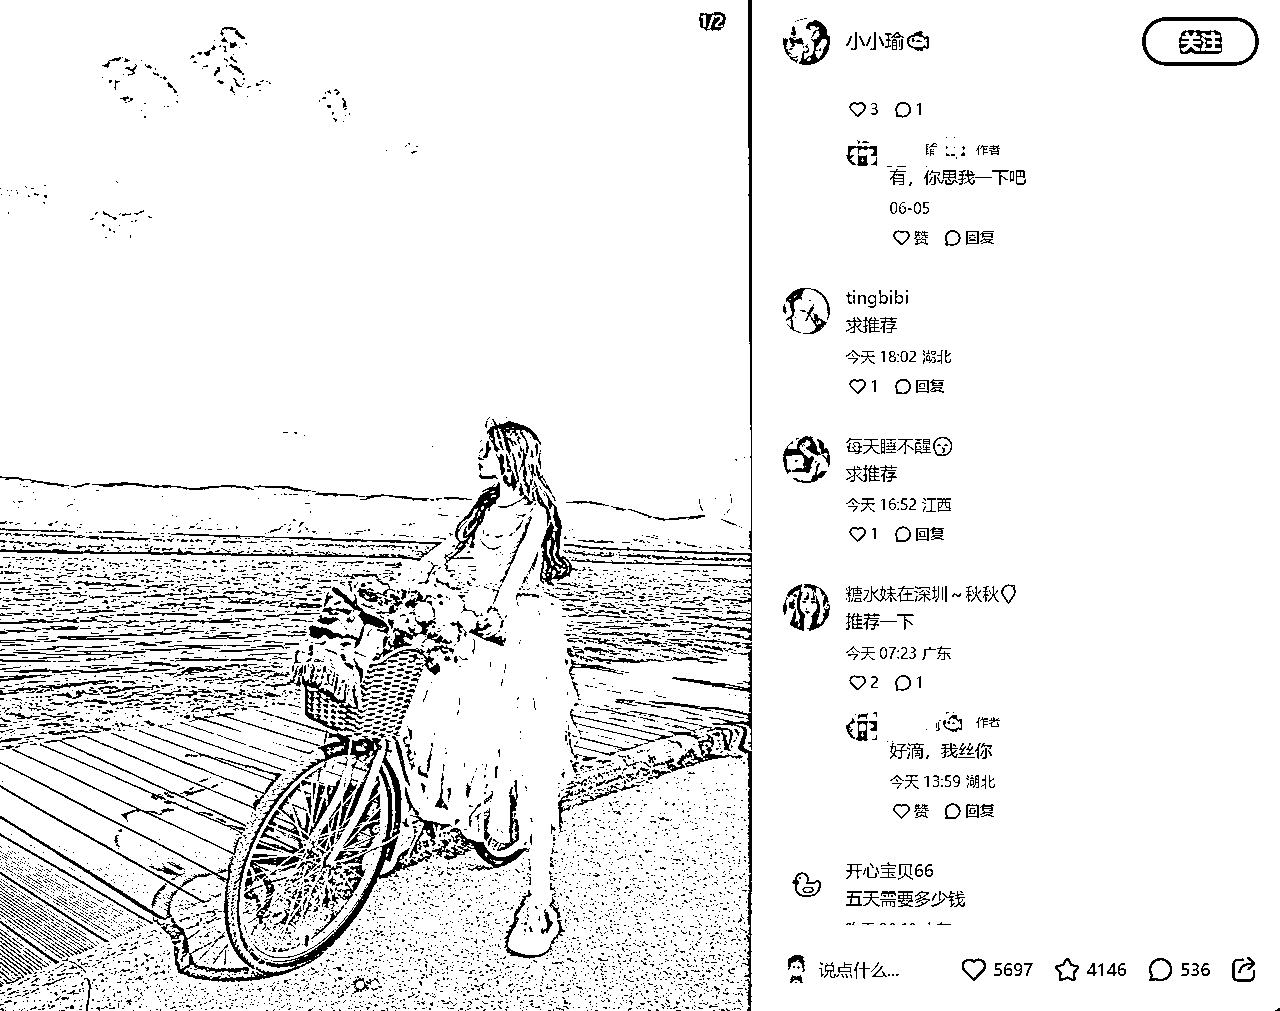 1/2
小小瑜
关注
3 1
作者
有，你思我一下吧
06-05
赞 回复
tingbibi
求推荐
今天 18:02 湖北
1 回复
每天睡不醒
求推荐
今天 16:52 江西
1 回复
糖水妹在深圳～秋秋
推荐一下
今天 07:23 广东
2 1
作者
好滴，我丝你
今天 13:59 湖北
赞 回复
开心宝贝66
五天需要多少钱
说点什么...
5697 4146 536